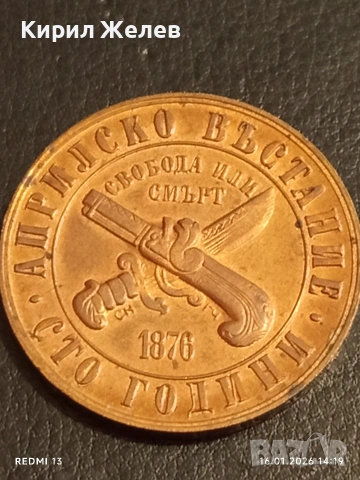 Кирил Желев
АПРИЛСКО ВЪСТАНИЕ
СТО ГОДИНИ
СВОБОДА ИЛИ
СМЪРТ
1876
REDMI 13
16.01.2026 14:19